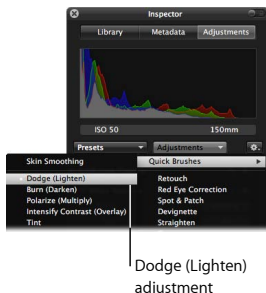 Inspector
Library Metadata Adjustments
ISO 50 150mm
Presets Adjustments
Skin Smoothing Quick Brushes
Dodge (Lighten) Retouch
Burn (Darken) Red Eye Correction
Polarize (Multiply) Spot & Patch
Intensify Contrast (Overlay) Devignette
Tint Straighten
Dodge (Lighten)
adjustment